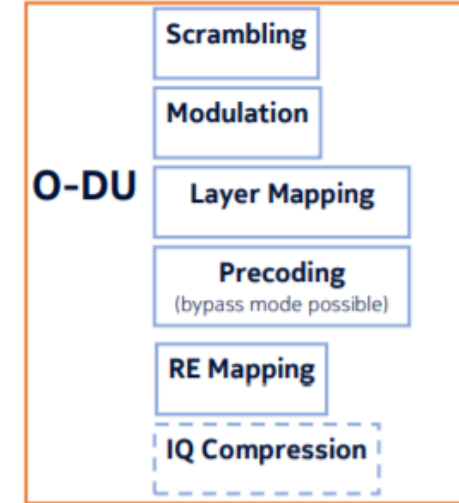 Scrambling
Modulation
O-DU
Layer Mapping
Precoding
(bypass mode possible)
RE Mapping
IQ Compression